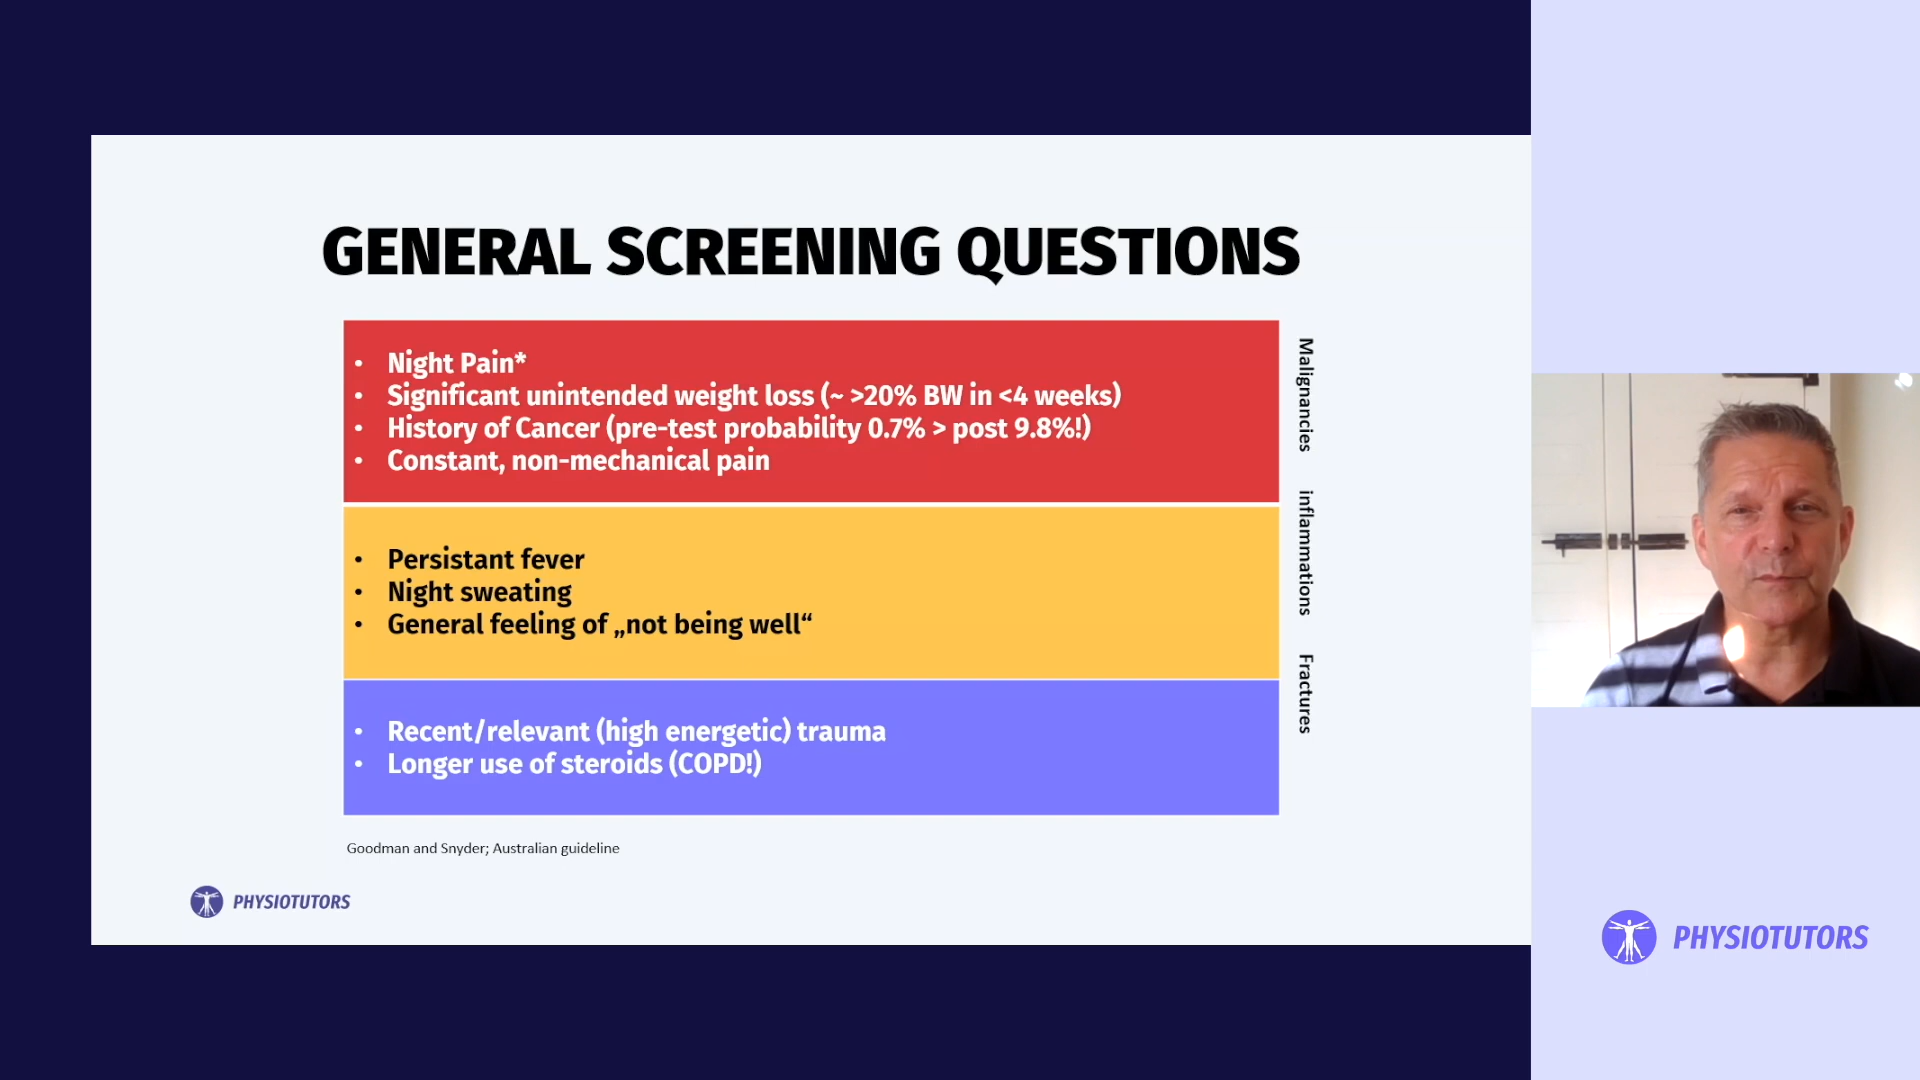 GENERAL SCREENING QUESTIONS
• Night Pain*
• Significant unintended weight loss (~ >20% BW in <4 weeks)
• History of Cancer (pre-test probability 0.7% > post 9.8%!)
• Constant, non-mechanical pain
Malignancies
• Persistant fever
• Night sweating
• General feeling of „not being well“
inflammations
• Recent/relevant (high energetic) trauma
• Longer use of steroids (COPD!)
Fractures
Goodman and Snyder; Australian guideline
PHYSIOTUTORS
PHYSIOTUTORS